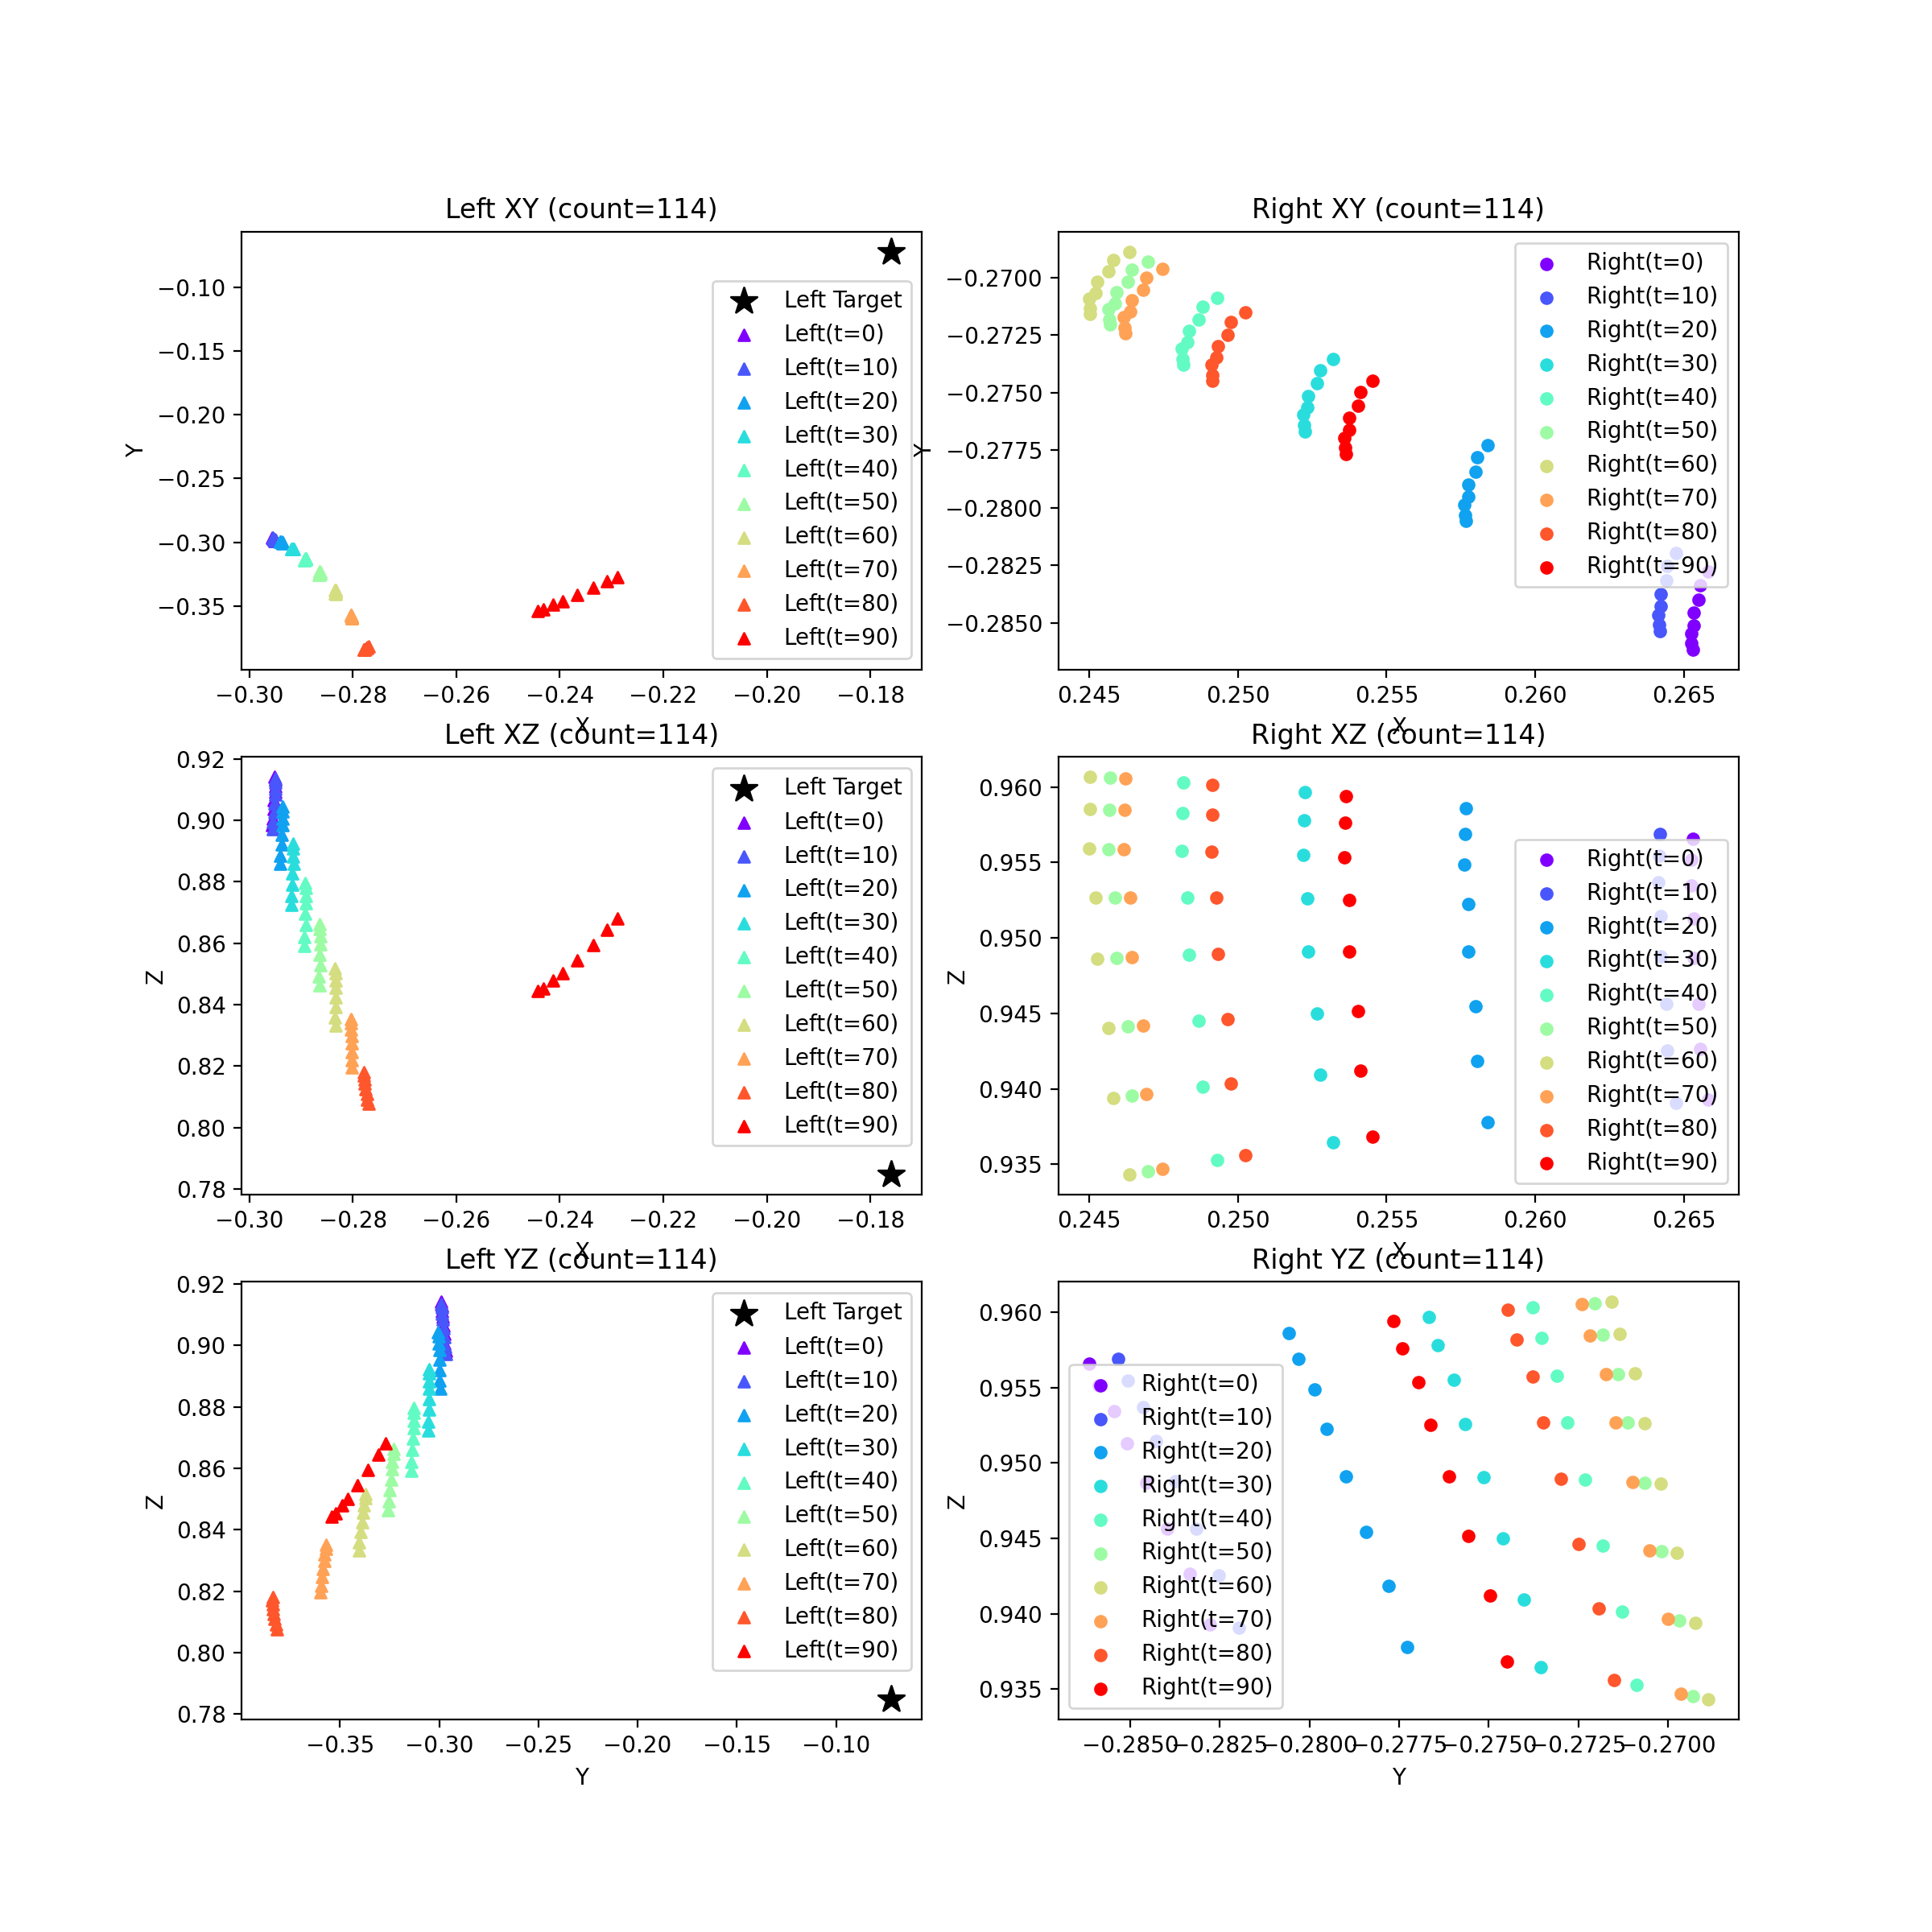 Left XY (count=114)
Y
−0.10
−0.15
−0.20
−0.25
−0.30
−0.35
Left Target
Left(t=0)
Left(t=10)
Left(t=20)
Left(t=30)
Left(t=40)
Left(t=50)
Left(t=60)
Left(t=70)
Left(t=80)
Left(t=90)
−0.30 −0.28 −0.26 −0.24 −0.22 −0.20 −0.18
X
Right XY (count=114)
Y
−0.2700
−0.2725
−0.2750
−0.2775
−0.2800
−0.2825
−0.2850
Right(t=0)
Right(t=10)
Right(t=20)
Right(t=30)
Right(t=40)
Right(t=50)
Right(t=60)
Right(t=70)
Right(t=80)
Right(t=90)
0.245 0.250 0.255 0.260 0.265
X
Left XZ (count=114)
Z
0.92
0.90
0.88
0.86
0.84
0.82
0.80
0.78
Left Target
Left(t=0)
Left(t=10)
Left(t=20)
Left(t=30)
Left(t=40)
Left(t=50)
Left(t=60)
Left(t=70)
Left(t=80)
Left(t=90)
−0.30 −0.28 −0.26 −0.24 −0.22 −0.20 −0.18
X
Right XZ (count=114)
Z
0.960
0.955
0.950
0.945
0.940
0.935
Right(t=0)
Right(t=10)
Right(t=20)
Right(t=30)
Right(t=40)
Right(t=50)
Right(t=60)
Right(t=70)
Right(t=80)
Right(t=90)
0.245 0.250 0.255 0.260 0.265
X
Left YZ (count=114)
Z
0.92
0.90
0.88
0.86
0.84
0.82
0.80
0.78
Left Target
Left(t=0)
Left(t=10)
Left(t=20)
Left(t=30)
Left(t=40)
Left(t=50)
Left(t=60)
Left(t=70)
Left(t=80)
Left(t=90)
−0.35 −0.30 −0.25 −0.20 −0.15 −0.10
Y
Right YZ (count=114)
Z
0.960
0.955
0.950
0.945
0.940
0.935
Right(t=0)
Right(t=10)
Right(t=20)
Right(t=30)
Right(t=40)
Right(t=50)
Right(t=60)
Right(t=70)
Right(t=80)
Right(t=90)
−0.2850 −0.2825 −0.2800 −0.2775 −0.2750 −0.2725 −0.2700
Y